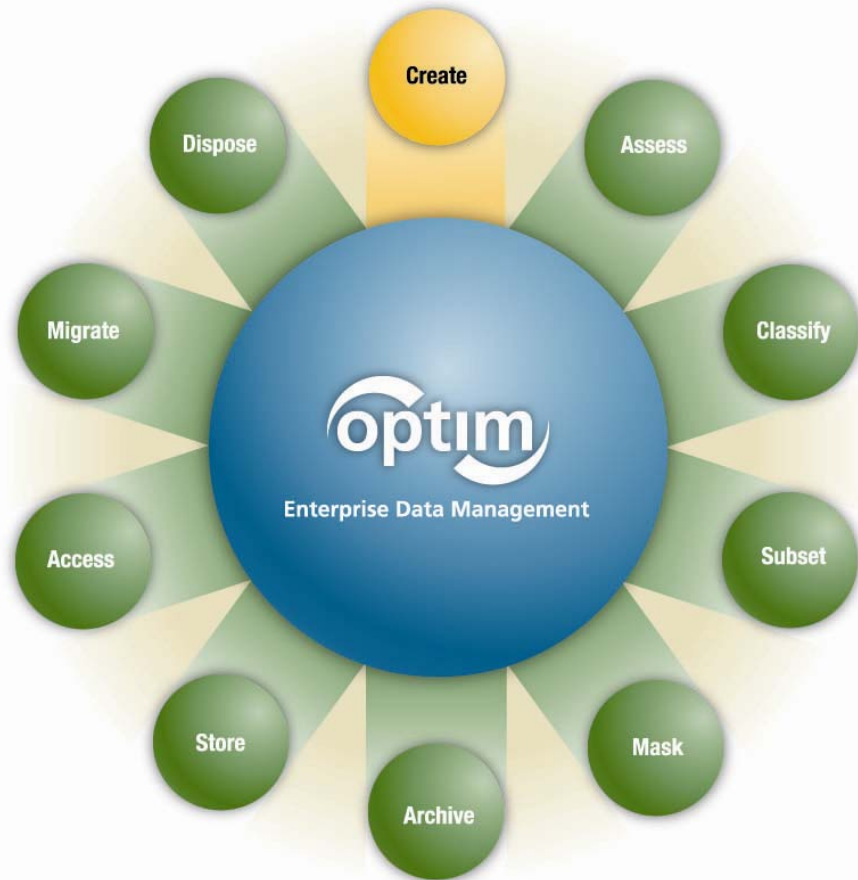 Create
Assess
Classify
Subset
Mask
Archive
Store
Access
Migrate
Dispose
optim
Enterprise Data Management